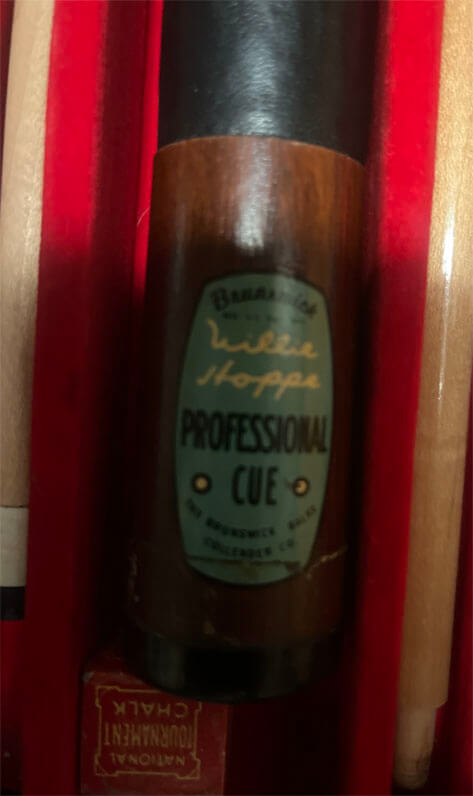 Brunswick
Willie
Hoppe
PROFESSIONAL
CUE
THE BRUNSWICK BALKE
COLLENDER CO.
NATIONAL
TOURNAMENT
CHALK